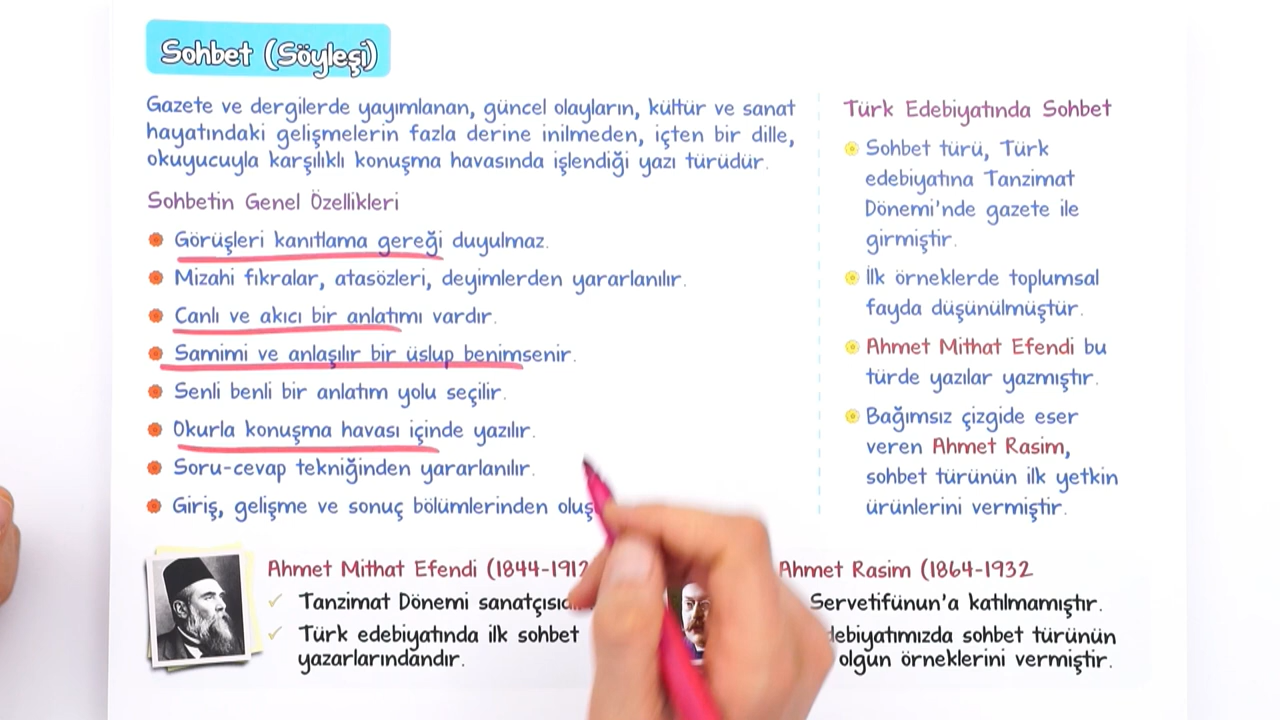 Sohbet (Söyleşi)
Gazete ve dergilerde yayımlanan, güncel olayların, kültür ve sanat
hayatındaki gelişmelerin fazla derine inilmeden, içten bir dille,
okuyucuyla karşılıklı konuşma havasında işlendiği yazı türüdür.
Sohbetin Genel Özellikleri
Görüşleri kanıtlama gereği duyulmaz.
Mizahi fıkralar, atasözleri, deyimlerden yararlanılır.
Canlı ve akıcı bir anlatımı vardır.
Samimi ve anlaşılır bir üslup benimsenir.
Senli benli bir anlatım yolu seçilir.
Okurla konuşma havası içinde yazılır.
Soru-cevap tekniğinden yararlanılır.
Giriş, gelişme ve sonuç bölümlerinden
Türk Edebiyatında Sohbet
Sohbet türü, Türk
edebiyatına Tanzimat
Dönemi'nde gazete ile
girmiştir.
İlk örneklerde toplumsal
fayda düşünülmüştür.
Ahmet Mithat Efendi bu
türde yazılar yazmıştır.
Bağımsız çizgide eser
veren Ahmet Rasim,
sohbet türünün ilk yetkin
ürünlerini vermiştir.
Ahmet Mithat Efendi (1844-1912
Tanzimat Dönemi
Türk edebiyatında ilk sohbet
yazarlarındandır.
Ahmet Rasim (1864-1932
Servetifünun'a katılmamıştır.
sohbet türünün
olgun örneklerini vermiştir.